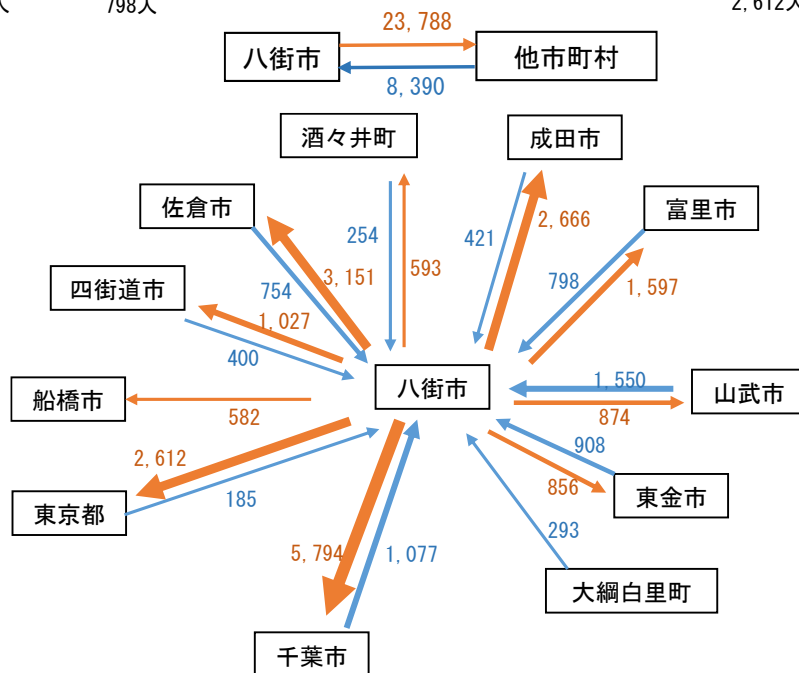 798人
23,788
八街市
他市町村
8,390
酒々井町
成田市
佐倉市
富里市
254
593
421
2,666
798
1,597
754
3,151
四街道市
1,027
400
船橋市
582
八街市
1,550
874
山武市
2,612
185
東京都
908
856
東金市
293
5,794
1,077
大網白里町
千葉市